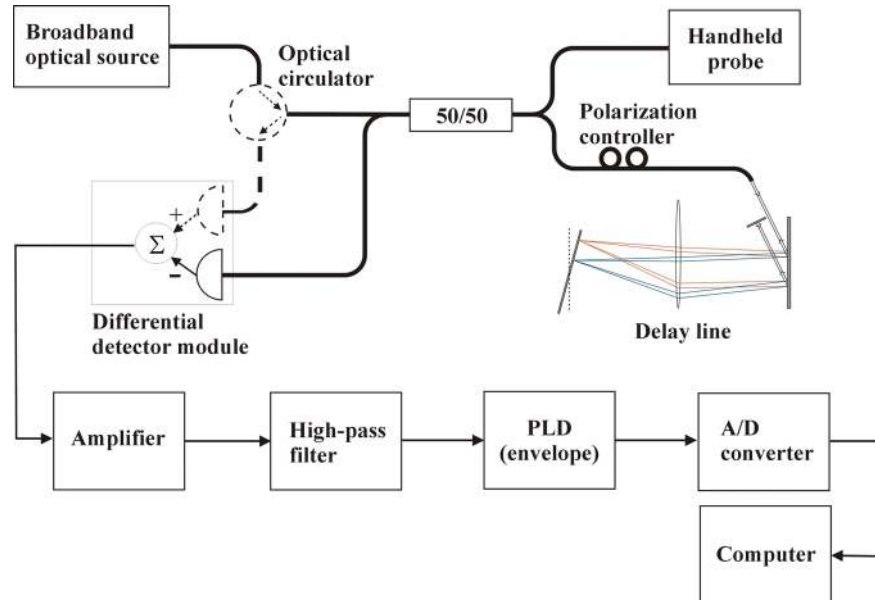 Broadband
optical source
Optical
circulator
50/50
Handheld
probe
Polarization
controller
+
Σ
-
Differential
detector module
Delay line
Amplifier
High-pass
filter
PLD
(envelope)
A/D
converter
Computer